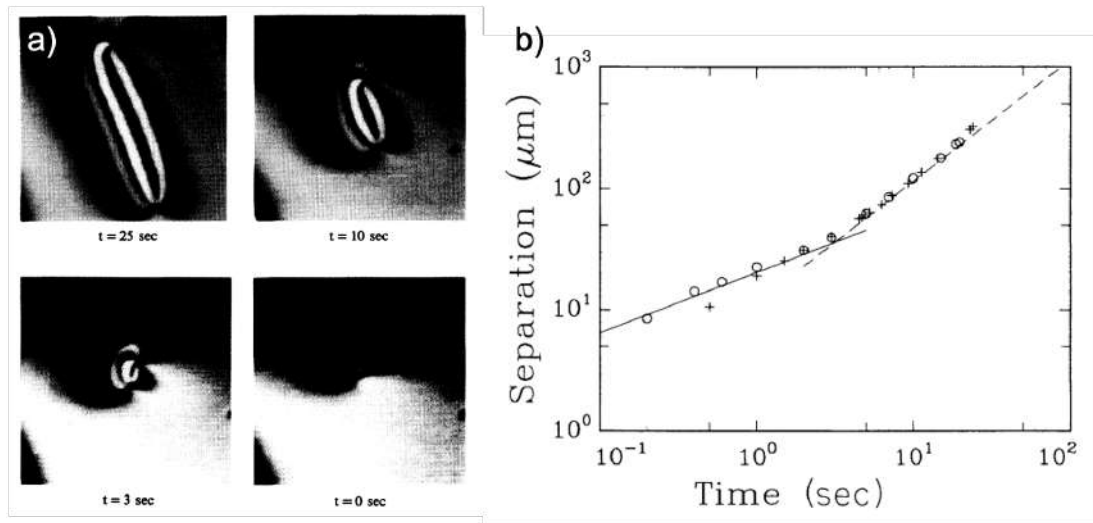 a)
t = 25 sec
t = 10 sec
t = 3 sec
t = 0 sec
b)
Separation (μm)
10³
10²
10¹
10⁰
10⁻¹
10⁰
10¹
10²
Time (sec)